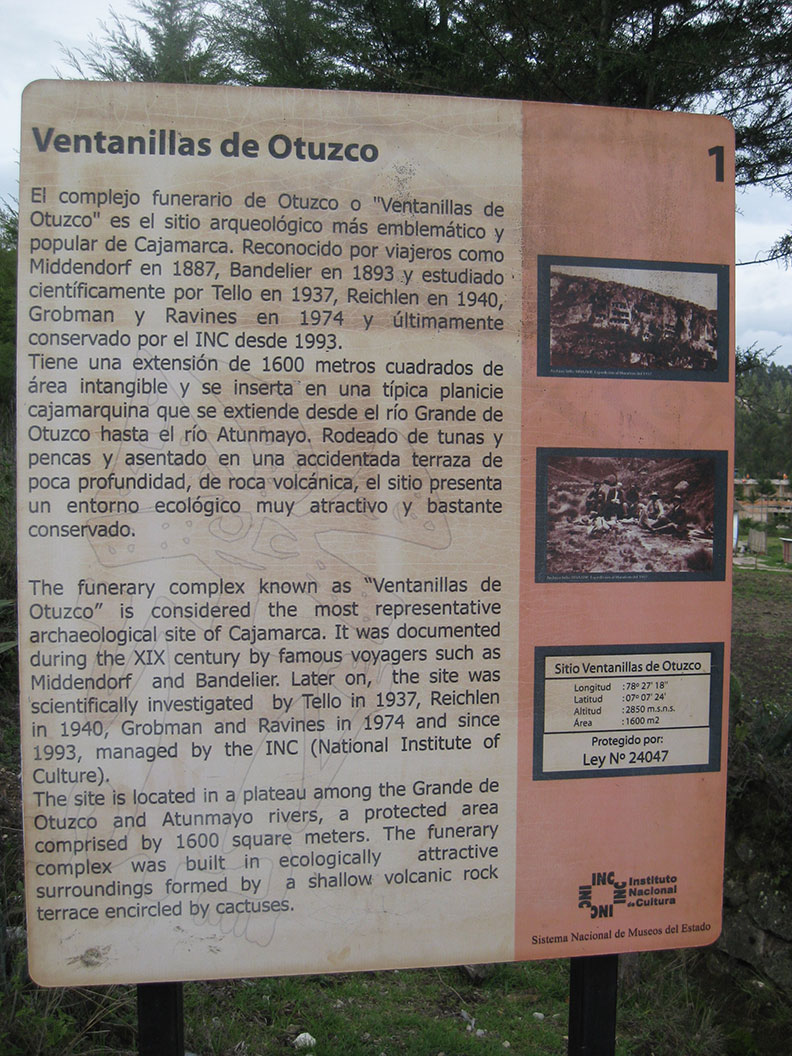 Ventanillas de Otuzco
1
El complejo funerario de Otuzco o "Ventanillas de
Otuzco" es el sitio arqueológico más emblemático y
popular de Cajamarca. Reconocido por viajeros como
Middendorf en 1887, Bandelier en 1893 y estudiado
científicamente por Tello en 1937, Reichlen en 1940,
Grobman y Ravines en 1974 y últimamente
conservado por el INC desde 1993.
Tiene una extensión de 1600 metros cuadrados de
área intangible y se inserta en una típica planicie
cajamarquina que se extiende desde el río Grande de
Otuzco hasta el río Atunmayo. Rodeado de tunas y
pencas y asentado en una accidentada terraza de
poca profundidad, de roca volcánica, el sitio presenta
un entorno ecológico muy atractivo y bastante
conservado.
The funerary complex known as “Ventanillas de
Otuzco” is considered the most representative
archaeological site of Cajamarca. It was documented
during the XIX century by famous voyagers such as
Middendorf and Bandelier. Later on, the site was
scientifically investigated by Tello in 1937, Reichlen
in 1940, Grobman and Ravines in 1974 and since
1993, managed by the INC (National Institute of
Culture).
The site is located in a plateau among the Grande de
Otuzco and Atunmayo rivers, a protected area
comprised by 1600 square meters. The funerary
complex was built in ecologically attractive
surroundings formed by a shallow volcanic rock
terrace encircled by cactuses.
Sitio Ventanillas de Otuzco
Longitud : 78º 27' 18"
Latitud : 07º 07' 24'
Altitud : 2850 m.s.n.s.
Área : 1600 m2
Protegido por:
Ley Nº 24047
INC INC INC INC
Instituto
Nacional
de Cultura
Sistema Nacional de Museos del Estado